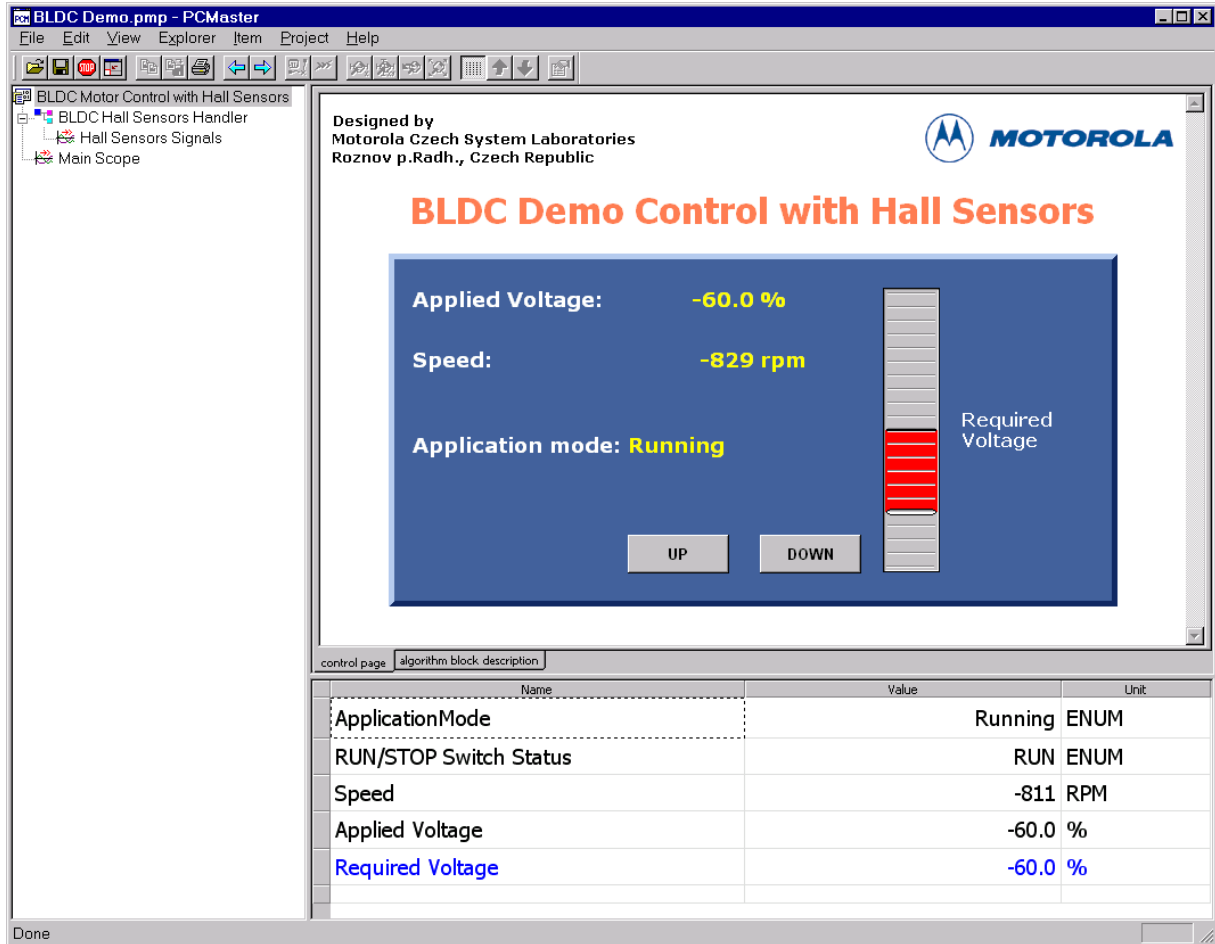 BLDC Demo.pmp - PCMaster
File Edit View Explorer Item Project Help
STOP
BLDC Motor Control with Hall Sensors
BLDC Hall Sensors Handler
Hall Sensors Signals
Main Scope
Designed by
Motorola Czech System Laboratories
Roznov p.Radh., Czech Republic
MOTOROLA
BLDC Demo Control with Hall Sensors
Applied Voltage: -60.0 %
Speed: -829 rpm
Required
Voltage
Application mode: Running
UP DOWN
control page algorithm block description
Name Value Unit
ApplicationMode Running ENUM
RUN/STOP Switch Status RUN ENUM
Speed -811 RPM
Applied Voltage -60.0 %
Required Voltage -60.0 %
Done